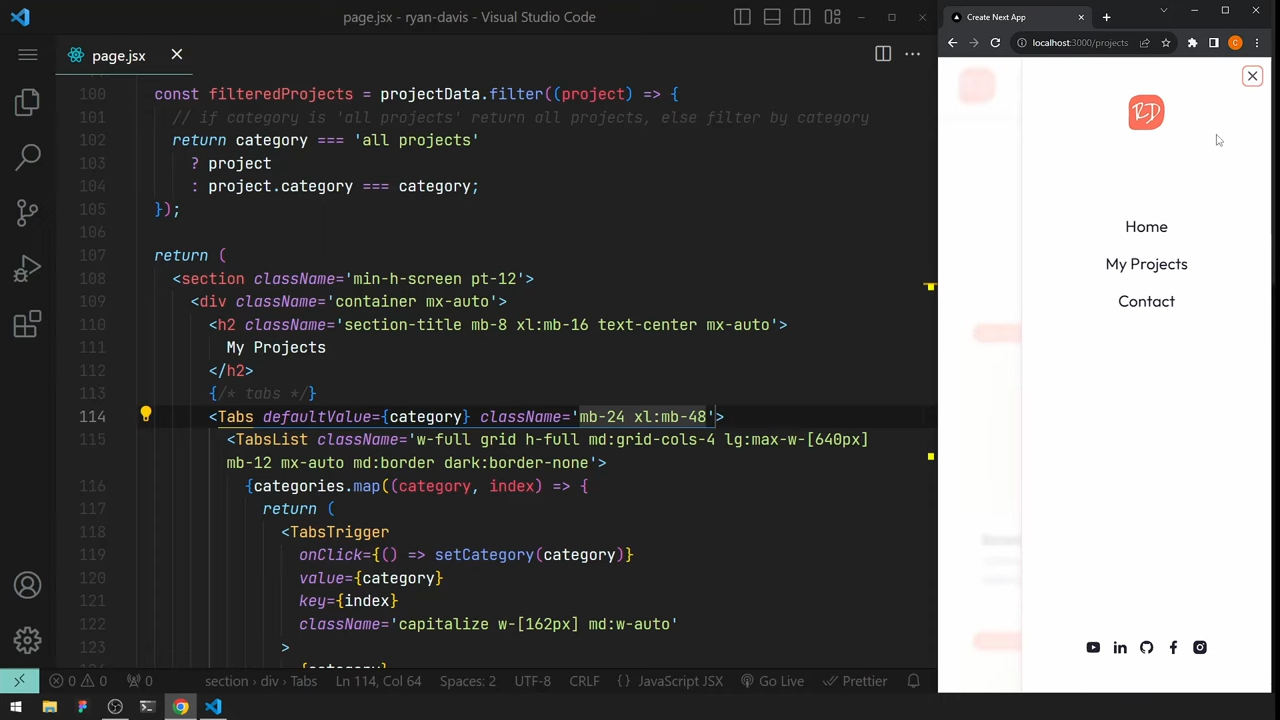 page.jsx - ryan-davis - Visual Studio Code
page.jsx
100 const filteredProjects = projectData.filter((project) => {
101 // if category is 'all projects' return all projects, else filter by category
102 return category === 'all projects'
103 ? project
104 : project.category === category;
105 });
106
107 return (
108 <section className='min-h-screen pt-12'>
109 <div className='container mx-auto'>
110 <h2 className='section-title mb-8 xl:mb-16 text-center mx-auto'>
111 My Projects
112 </h2>
113 {/* tabs */}
114 <Tabs defaultValue={category} className='mb-24 xl:mb-48'>
115 <TabsList className='w-full grid h-full md:grid-cols-4 lg:max-w-[640px]
mb-12 mx-auto md:border dark:border-none'>
116 {categories.map((category, index) => {
117 return (
118 <TabsTrigger
119 onClick={() => setCategory(category)}
120 value={category}
121 key={index}
122 className='capitalize w-[162px] md:w-auto'
123 >
{category}
0 0 0 section › div › Tabs Ln 114, Col 64 Spaces: 2 UTF-8 CRLF {} JavaScript JSX Go Live Prettier
Create Next App
localhost:3000/projects
C
RD
Home
My Projects
Contact